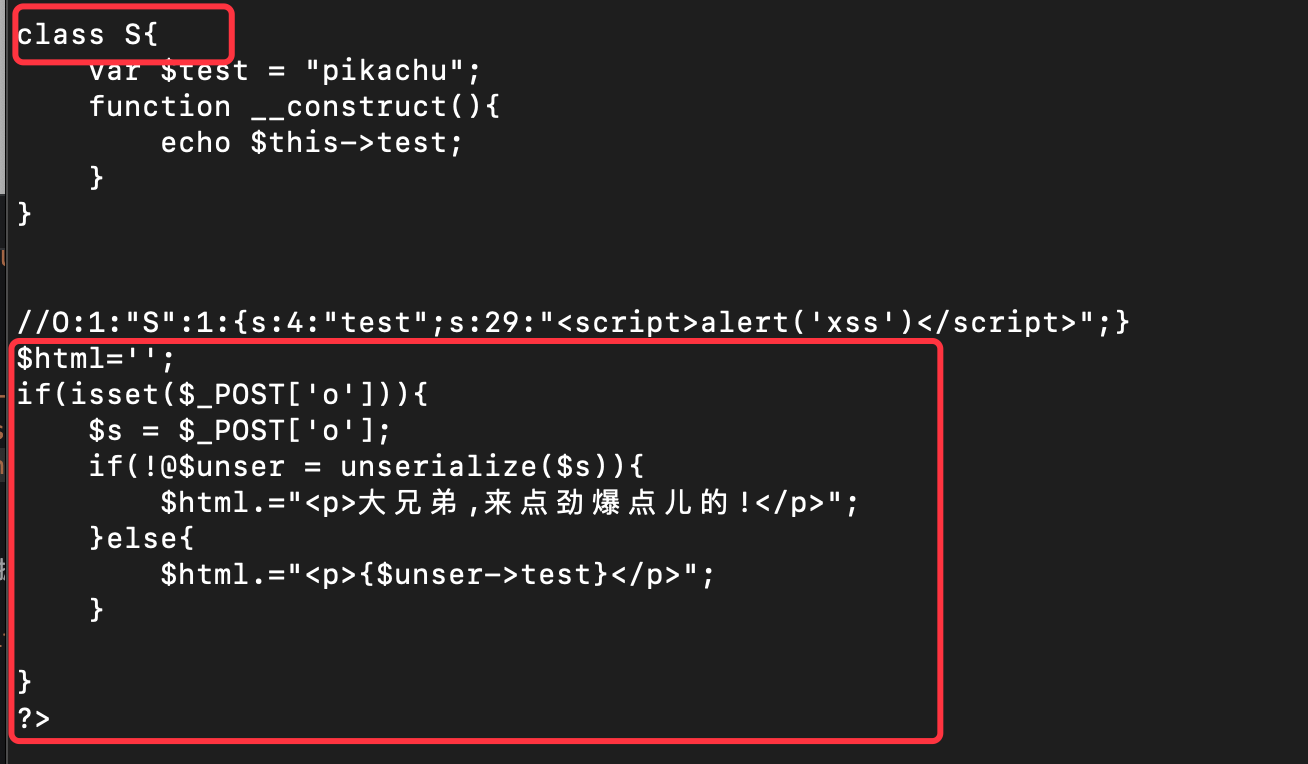 class S{
    var $test = "pikachu";
    function __construct(){
        echo $this->test;
    }
}
//O:1:"S":1:{s:4:"test";s:29:"<script>alert('xss')</script>";}
$html='';
if(isset($_POST['o'])){
    $s = $_POST['o'];
    if(!@$unser = unserialize($s)){
        $html.="<p>大兄弟,来点劲爆点儿的!</p>";
    }else{
        $html.="<p>{$unser->test}</p>";
    }
}
?>